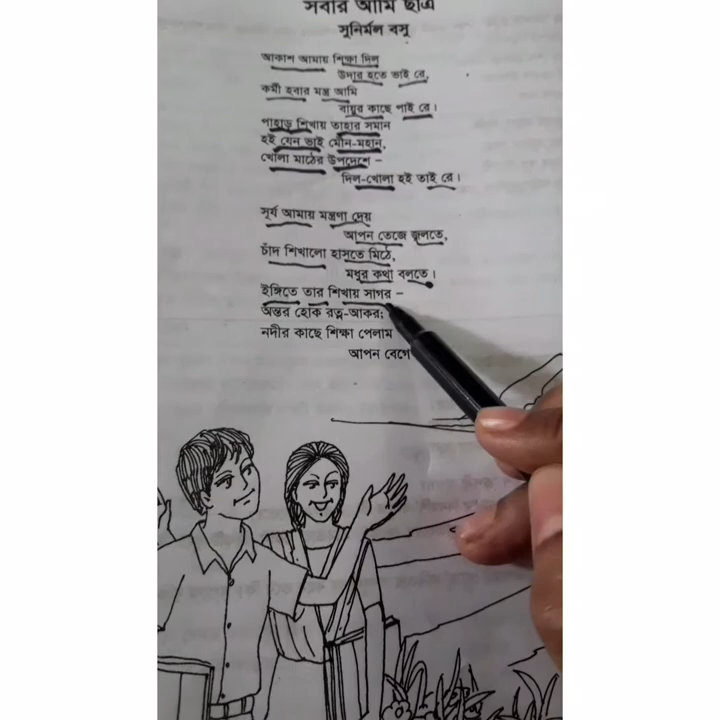 সবার আমি ছাত্র
সুনির্মল বসু
আকাশ আমায় শিক্ষা দিল
উদার হতে ভাই রে,
কর্মী হবার মন্ত্র আমি
বায়ুর কাছে পাই রে।
পাহাড় শিখায় তাহার সমান
হই যেন ভাই মৌন-মহান,
খোলা মাঠের উপদেশে –
দিল-খোলা হই তাই রে।
সূর্য আমায় মন্ত্রণা দেয়
আপন তেজে জ্বলতে,
চাঁদ শিখালো হাসতে মিঠে,
মধুর কথা বলতে।
ইঙ্গিতে তার শিখায় সাগর –
অন্তর হোক রত্ন-আকর;
নদীর কাছে শিক্ষা পেলাম
আপন বেগে